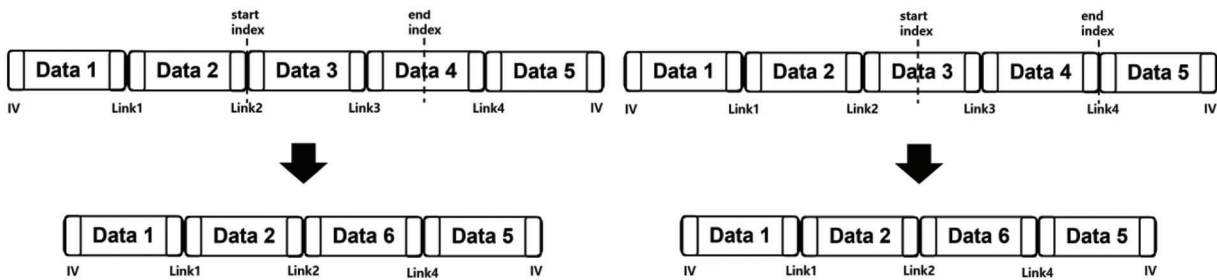 start
index
end
index
Data 1 Data 2 Data 3 Data 4 Data 5
IV Link1 Link2 Link3 Link4 IV
Data 1 Data 2 Data 6 Data 5
IV Link1 Link2 Link4 IV
start
index
end
index
Data 1 Data 2 Data 3 Data 4 Data 5
IV Link1 Link2 Link3 Link4 IV
Data 1 Data 2 Data 6 Data 5
IV Link1 Link2 Link4 IV